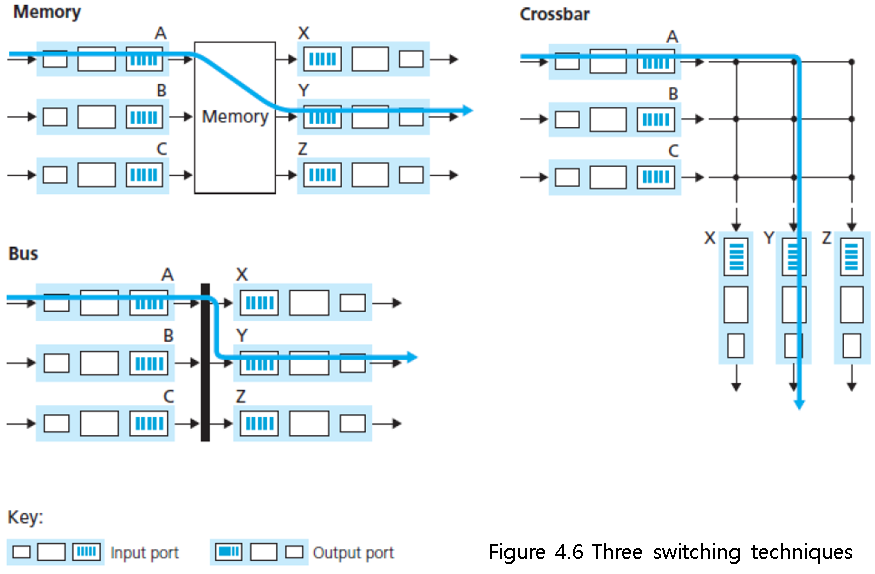 Memory
A
X
B
Y
Memory
C
Z
Crossbar
A
B
C
X
Y
Z
Bus
A
X
B
Y
C
Z
Key:
Input port
Output port
Figure 4.6 Three switching techniques